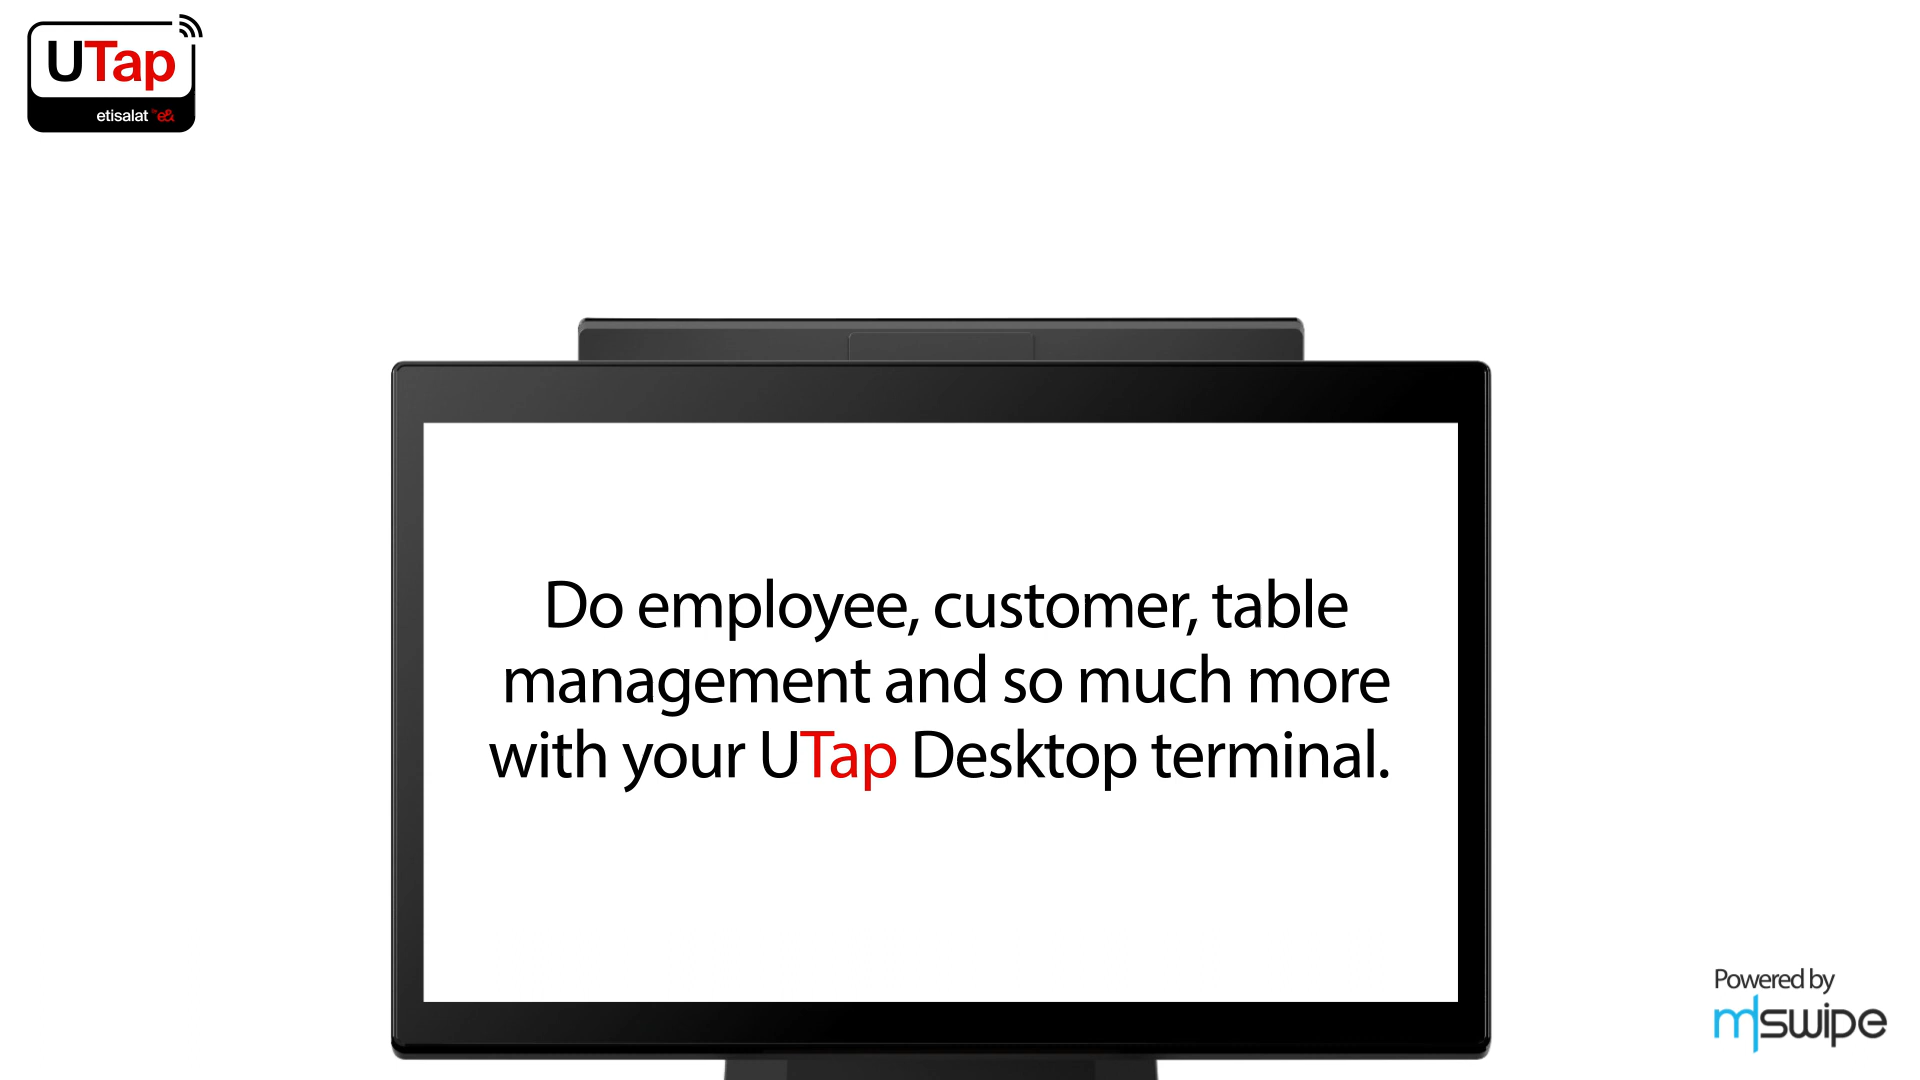 UTap
etisalat by e&
Do employee, customer, table
management and so much more
with your UTap Desktop terminal.
Powered by
mswipe